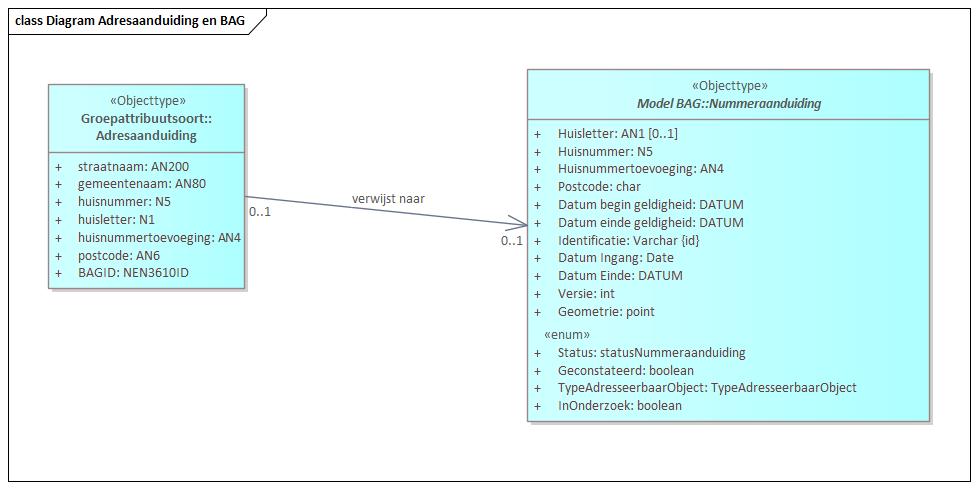 class Diagram Adresaanduiding en BAG
«Objecttype»
Groepattribuutsoort::
Adresaanduiding
+ straatnaam: AN200
+ gemeentenaam: AN80
+ huisnummer: N5
+ huisletter: N1
+ huisnummertoevoeging: AN4
+ postcode: AN6
+ BAGID: NEN3610ID
0..1
verwijst naar
0..1
«Objecttype»
Model BAG::Nummeraanduiding
+ Huisletter: AN1 [0..1]
+ Huisnummer: N5
+ Huisnummertoevoeging: AN4
+ Postcode: char
+ Datum begin geldigheid: DATUM
+ Datum einde geldigheid: DATUM
+ Identificatie: Varchar {id}
+ Datum Ingang: Date
+ Datum Einde: DATUM
+ Versie: int
+ Geometrie: point
«enum»
+ Status: statusNummeraanduiding
+ Geconstateerd: boolean
+ TypeAdresseerbaarObject: TypeAdresseerbaarObject
+ InOnderzoek: boolean